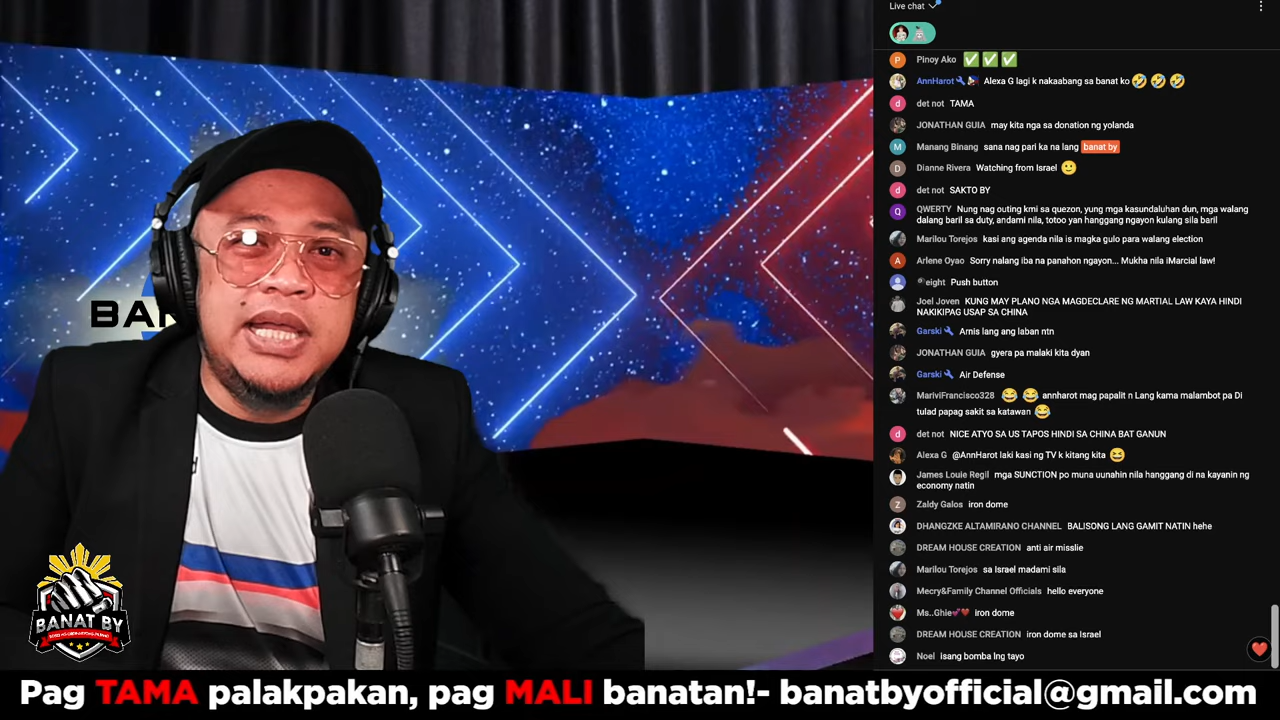 Live chat
Pinoy Ako ✅ ✅ ✅
AnnHarot Alexa G lagi k nakaabang sa banat ko 🤣 🤣 🤣
det not TAMA
JONATHAN GUIA may kita nga sa donation ng yolanda
Manang Binang sana nag pari ka na lang banat by
Dianne Rivera Watching from Israel 🙂
det not SAKTO BY
QWERTY Nung nag outing kmi sa quezon, yung mga kasundaluhan dun, mga walang
dalang baril sa duty, andami nila, totoo yan hanggang ngayon kulang sila baril
Marilou Torejos kasi ang agenda nila is magka gulo para walang election
Arlene Oyao Sorry nalang iba na panahon ngayon... Mukha nila iMarcial law!
eight Push button
Joel Joven KUNG MAY PLANO NGA MAGDECLARE NG MARTIAL LAW KAYA HINDI
NAKIKIPAG USAP SA CHINA
Garski Arnis lang ang laban ntn
JONATHAN GUIA gyera pa malaki kita dyan
Garski Air Defense
MariviFrancisco328 😂 😂 annharot mag papalit n Lang kama malambot pa Di
tulad papag sakit sa katawan 😂
det not NICE ATYO SA US TAPOS HINDI SA CHINA BAT GANUN
Alexa G @AnnHarot laki kasi ng TV k kitang kita 😆
James Louie Regil mga SUNCTION po muna uunahin nila hanggang di na kayanin ng
economy natin
Zaldy Galos iron dome
DHANGZKE ALTAMIRANO CHANNEL BALISONG LANG GAMIT NATIN hehe
DREAM HOUSE CREATION anti air misslie
Marilou Torejos sa Israel madami sila
Mecry&Family Channel Officials hello everyone
Ms..Ghie💕❤️ iron dome
DREAM HOUSE CREATION iron dome sa Israel
Noel isang bomba lng tayo
BAN
BANAT BY
Pag TAMA palakpakan, pag MALI banatan!- banatbyofficial@gmail.com